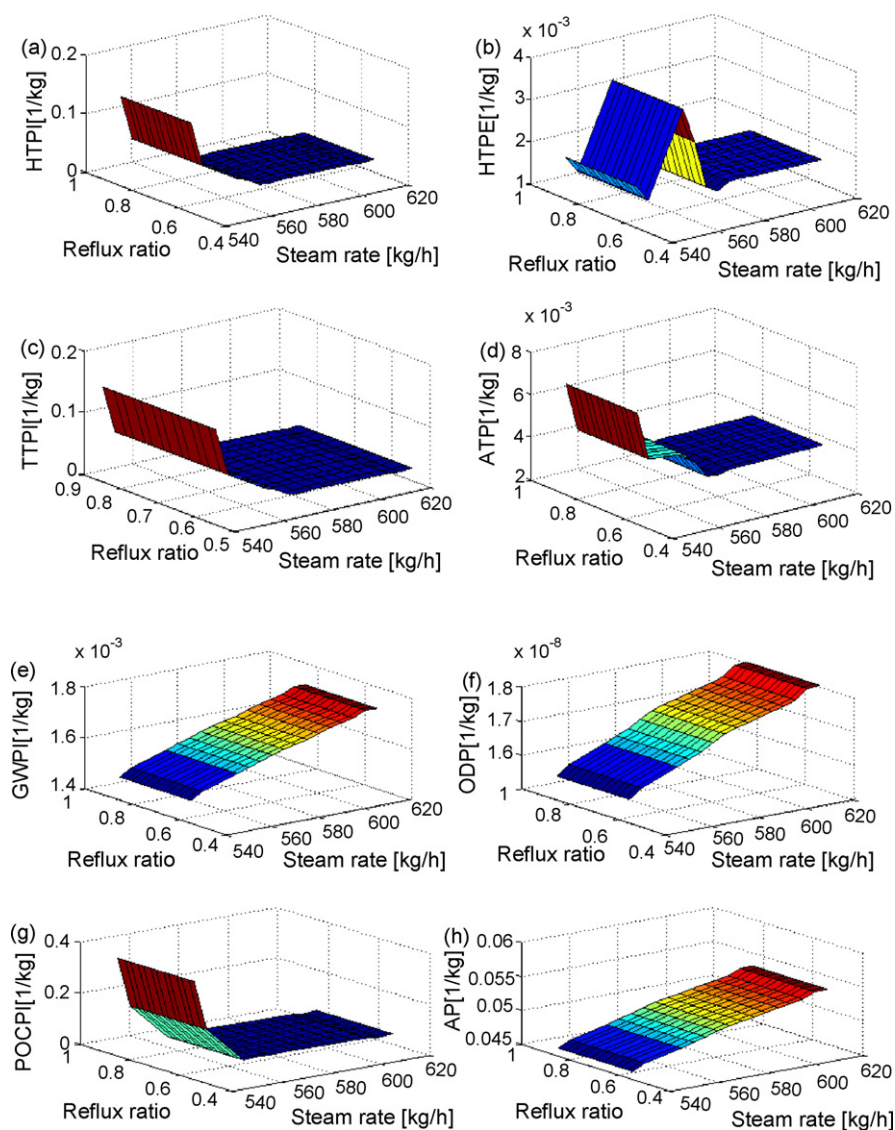 (a)
0.2
0.1
0
HTPI[1/kg]
1
0.8
0.6
0.4
Reflux ratio
540
560
580
600
620
Steam rate [kg/h]
(b)
x 10⁻³
4
3
2
1
HTPE[1/kg]
1
0.8
0.6
0.4
Reflux ratio
540
560
580
600
620
Steam rate [kg/h]
(c)
0.2
0.1
0
TTPI[1/kg]
0.9
0.8
0.7
0.6
0.5
Reflux ratio
540
560
580
600
620
Steam rate [kg/h]
(d)
x 10⁻³
8
6
4
2
ATP[1/kg]
1
0.8
0.6
0.4
Reflux ratio
540
560
580
600
620
Steam rate [kg/h]
(e)
x 10⁻³
1.8
1.6
1.4
GWPI[1/kg]
1
0.8
0.6
0.4
Reflux ratio
540
560
580
600
620
Steam rate [kg/h]
(f)
x 10⁻⁸
1.8
1.7
1.6
ODP[1/kg]
1
0.8
0.6
0.4
Reflux ratio
540
560
580
600
620
Steam rate [kg/h]
(g)
0.4
0.2
0
POCPI[1/kg]
1
0.8
0.6
0.4
Reflux ratio
540
560
580
600
620
Steam rate [kg/h]
(h)
0.06
0.055
0.05
0.045
AP[1/kg]
1
0.8
0.6
0.4
Reflux ratio
540
560
580
600
620
Steam rate [kg/h]